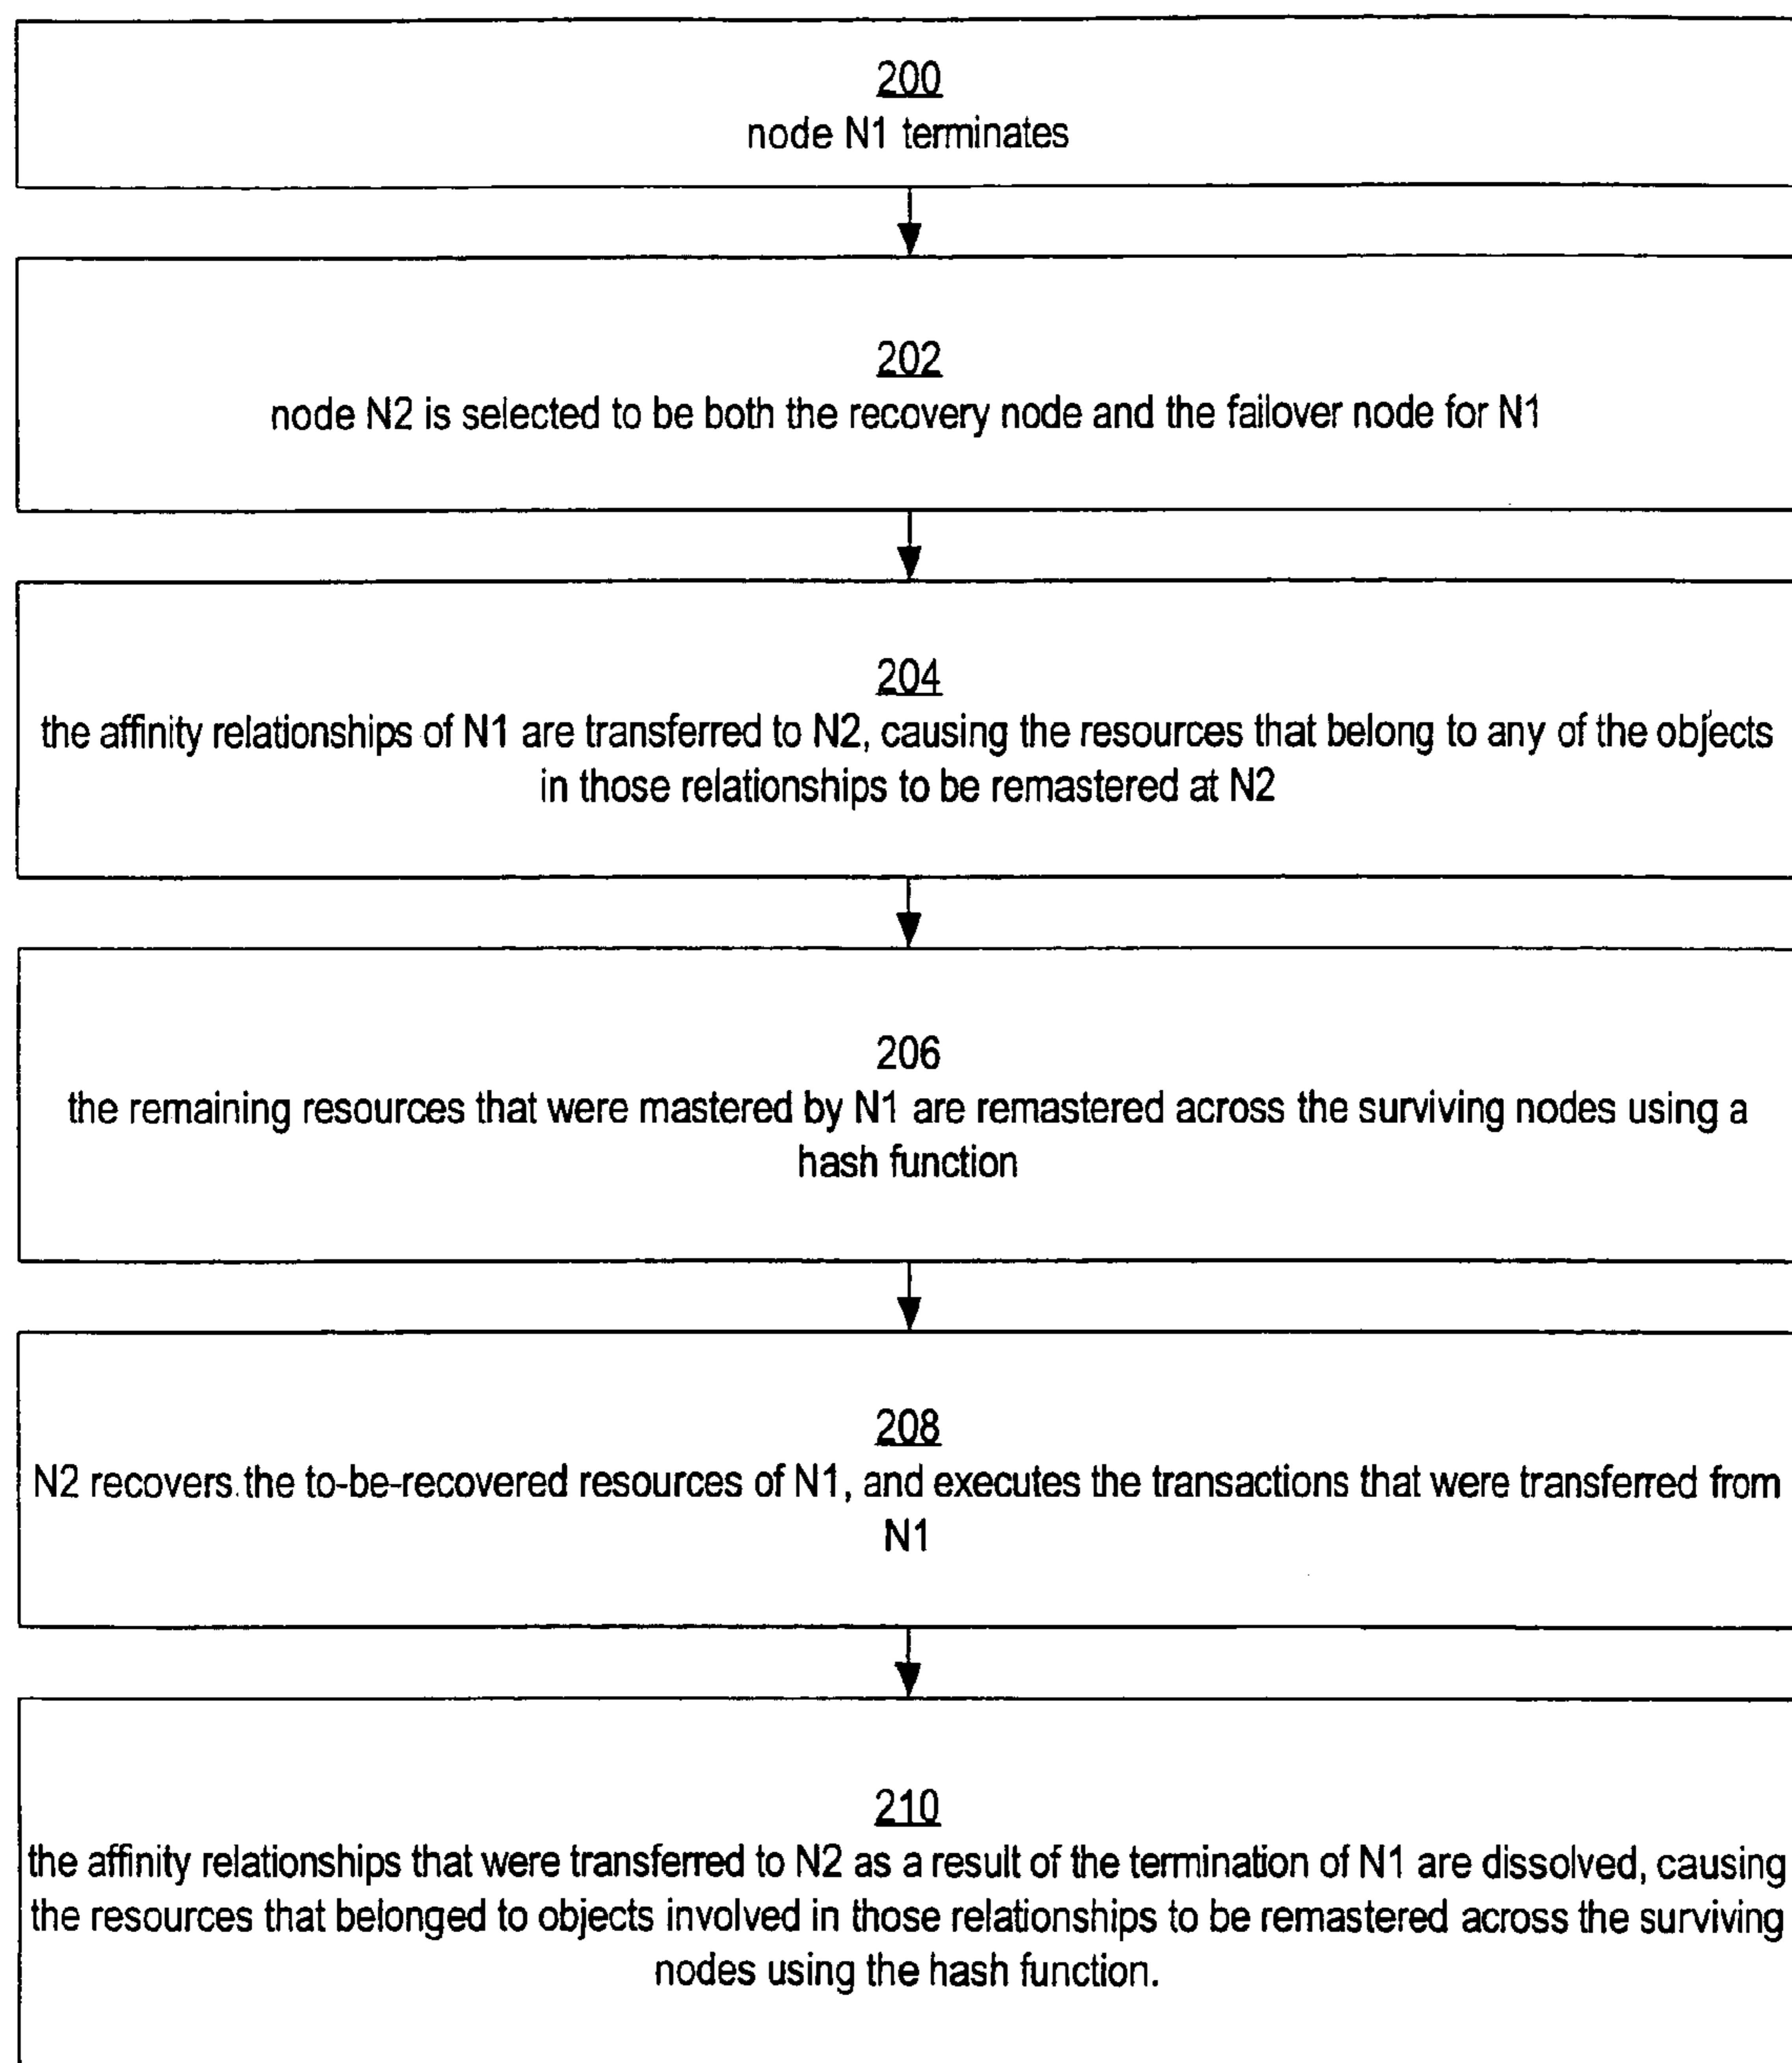 200
node N1 terminates
202
node N2 is selected to be both the recovery node and the failover node for N1
204
the affinity relationships of N1 are transferred to N2, causing the resources that belong to any of the objects
in those relationships to be remastered at N2
206
the remaining resources that were mastered by N1 are remastered across the surviving nodes using a
hash function
208
N2 recovers the to-be-recovered resources of N1, and executes the transactions that were transferred from
N1
210
the affinity relationships that were transferred to N2 as a result of the termination of N1 are dissolved, causing
the resources that belonged to objects involved in those relationships to be remastered across the surviving
nodes using the hash function.